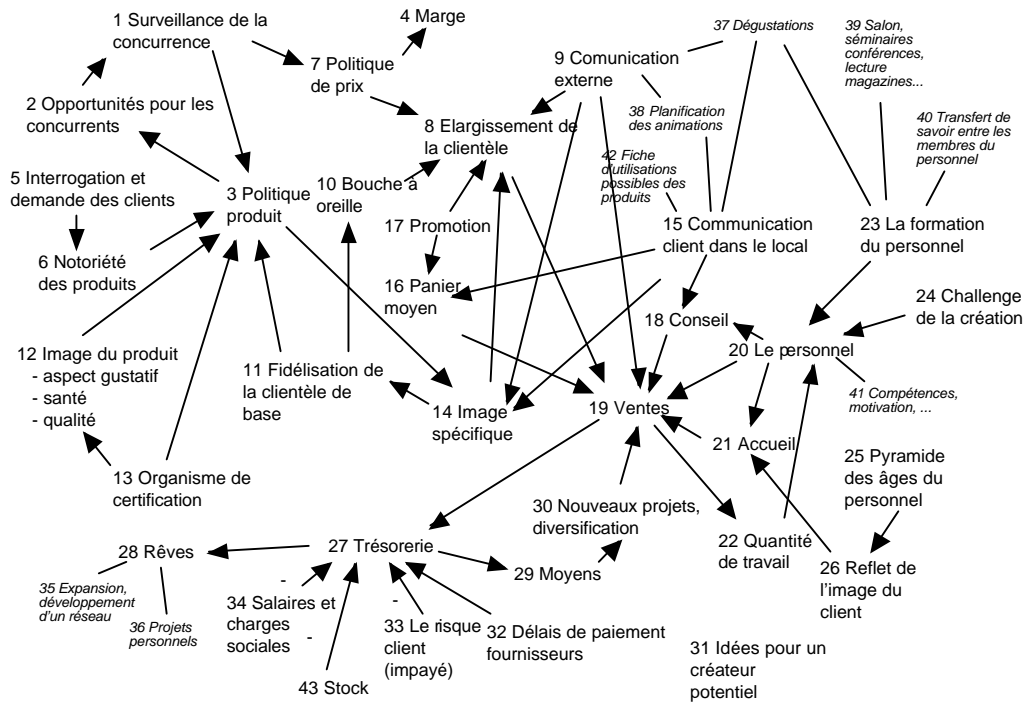 1 Surveillance de la
concurrence
4 Marge
37 Dégustations
39 Salon,
séminaires
conférences,
lecture
magazines...
7 Politique
de prix
9 Comunication
externe
2 Opportunités pour les
concurrents
38 Planification
des animations
8 Elargissement de
la clientèle
40 Transfert de
savoir entre les
membres du
personnel
42 Fiche
d'utilisations
possibles des
produits
5 Interrogation et
demande des clients
3 Politique
produit
10 Bouche à
oreille
17 Promotion
15 Communication
client dans le local
23 La formation
du personnel
6 Notoriété
des produits
16 Panier
moyen
18 Conseil
24 Challenge
de la création
12 Image du produit
- aspect gustatif
- santé
- qualité
11 Fidélisation de
la clientèle de
base
20 Le personnel
41 Compétences,
motivation, ...
14 Image
spécifique
19 Ventes
21 Accueil
25 Pyramide
des âges du
personnel
13 Organisme de
certification
30 Nouveaux projets,
diversification
22 Quantité
de travail
28 Rêves
27 Trésorerie
29 Moyens
26 Reflet de
l'image du
client
35 Expansion,
développement
d'un réseau
36 Projets
personnels
-
34 Salaires et
charges
sociales
-
-
33 Le risque
client
(impayé)
32 Délais de paiement
fournisseurs
31 Idées pour un
créateur
potentiel
43 Stock